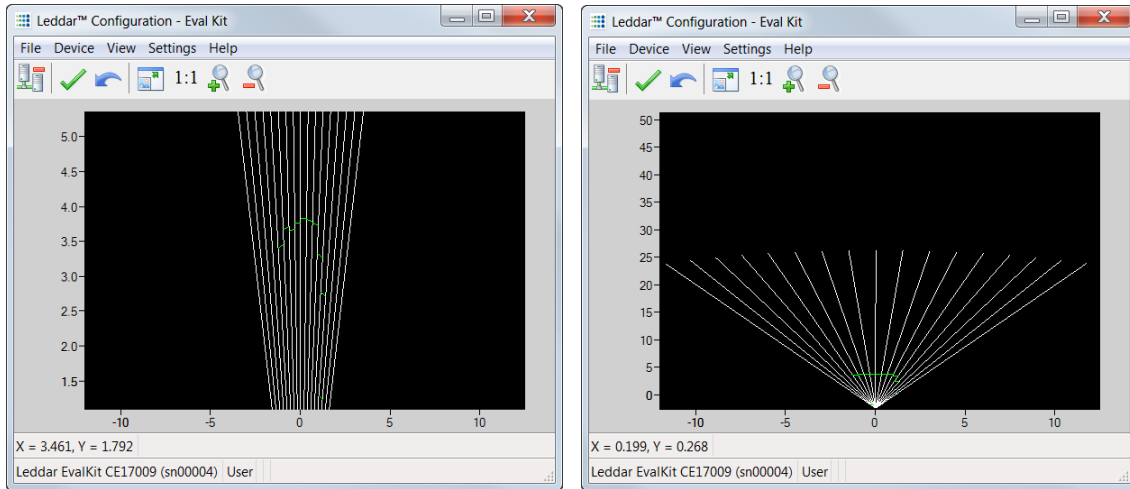 Leddar™ Configuration - Eval Kit
File Device View Settings Help
1:1
5.0-
4.5-
4.0-
3.5-
3.0-
2.5-
2.0-
1.5-
-10 -5 0 5 10
X = 3.461, Y = 1.792
Leddar EvalKit CE17009 (sn00004) User
Leddar™ Configuration - Eval Kit
File Device View Settings Help
1:1
50-
45-
40-
35-
30-
25-
20-
15-
10-
5-
0-
-10 -5 0 5 10
X = 0.199, Y = 0.268
Leddar EvalKit CE17009 (sn00004) User